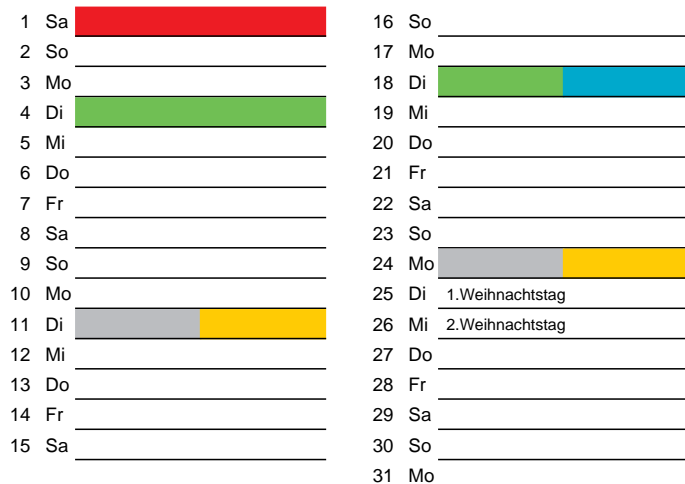 1 Sa
2 So
3 Mo
4 Di
5 Mi
6 Do
7 Fr
8 Sa
9 So
10 Mo
11 Di
12 Mi
13 Do
14 Fr
15 Sa
16 So
17 Mo
18 Di
19 Mi
20 Do
21 Fr
22 Sa
23 So
24 Mo
25 Di 1.Weihnachtstag
26 Mi 2.Weihnachtstag
27 Do
28 Fr
29 Sa
30 So
31 Mo